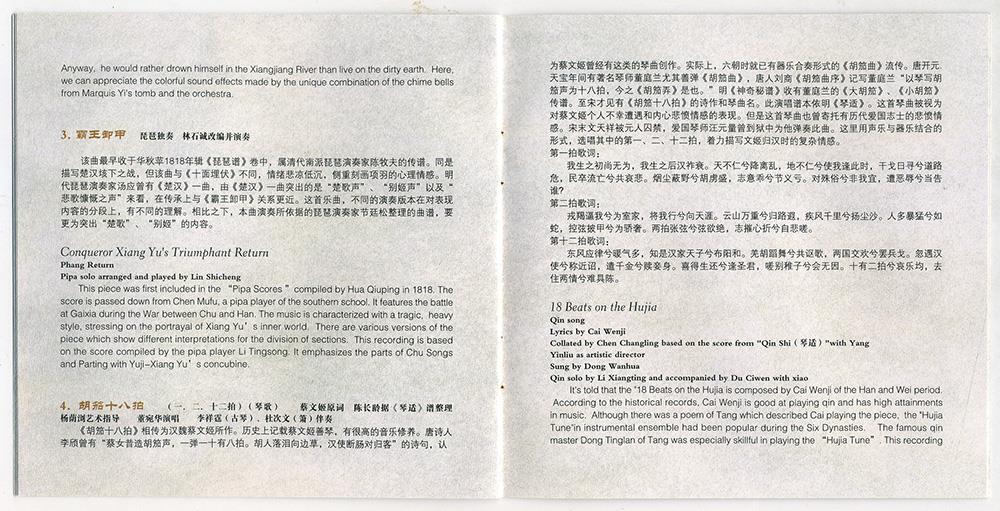 Anyway, he would rather drown himself in the Xiangjiang River than live on the dirty earth. Here,
we can appreciate the colorful sound effects made by the unique combination of the chime bells
from Marquis Yi's tomb and the orchestra.
3. 霸王卸甲 琵琶独奏 林石诚改编并演奏
该曲最早收于华秋苹1818年辑《琵琶谱》卷中，属清代南派琵琶演奏家陈牧夫的传谱。同是
描写楚汉垓下之战，但该曲与《十面埋伏》不同，情绪悲凉低沉，侧重刻画项羽的心理情感。明
代琵琶演奏家汤应曾有《楚汉》一曲，由《楚汉》一曲突出的是“楚歌声”、“别姬声”以及“
悲歌慷慨之声”来看，在传承上与《霸王卸甲》关系更近。这首乐曲，不同的演奏版本在对表现
内容的分段上，有不同的理解。相比之下，本曲演奏所依据的琵琶演奏家李廷松整理的曲谱，要
更为突出“楚歌”、“别姬”的内容。
Conqueror Xiang Yu's Triumphant Return
Phang Return
Pipa solo arranged and played by Lin Shicheng
This piece was first included in the “Pipa Scores ”compiled by Hua Qiuping in 1818. The
score is passed down from Chen Mufu, a pipa player of the southern school. It features the battle
at Gaixia during the War between Chu and Han. The music is characterized with a tragic, heavy
style, stressing on the portrayal of Xiang Yu’s inner world. There are various versions of the
piece which show different interpretations for the division of sections. This recording is based
on the score compiled by the pipa player Li Tingsong. It emphasizes the parts of Chu Songs
and Parting with Yuji-Xiang Yu’s concubine.
4. 胡笳十八拍 （一、二、十二拍）（琴歌） 蔡文姬原词 陈长龄据《琴适》谱整理
杨荫浏艺术指导 董宛华演唱 李祥霆（古琴）、杜次文（箫）伴奏
《胡笳十八拍》相传为汉魏蔡文姬所作。历史上记载蔡文姬善琴，有很高的音乐修养。唐诗人
李颀曾有“蔡女昔造胡笳声，一弹一十有八拍。胡人落泪向边草，汉使断肠对归客”的诗句，认
为蔡文姬曾经有这类的琴曲创作。实际上，六朝时就已有器乐合奏形式的《胡笳曲》流传。唐开元、
天宝年间有著名琴师董庭兰尤其善弹《胡笳曲》，唐人刘商《胡笳曲序》记写董庭兰“以琴写胡
笳声为十八拍，今之《胡笳弄》是也。”明《神奇秘谱》收有董庭兰的《大胡笳》、《小胡笳》
传谱。至宋才见有《胡笳十八拍》的诗作和琴曲名。此演唱谱本依明《琴适》。这首琴曲被视为
对蔡文姬个人不幸遭遇和内心悲愤情感的表现。但是这首琴曲也曾寄托有历代爱国志士的悲愤情
感。宋末文天祥被元人囚禁，爱国琴师汪元量曾到狱中为他弹奏此曲。这里用声乐与器乐结合的
形式，选唱其中的第一、二、十二拍，着力描写文姬归汉时的复杂情感。
第一拍歌词：
我生之初尚无为，我生之后汉祚衰。天不仁兮降离乱，地不仁兮使我逢此时，干戈日寻兮道路
危，民卒流亡兮共哀悲。烟尘蔽野兮胡虏盛，志意乖兮节义亏。对殊俗兮非我宜，遭恶辱兮当告
谁？
第二拍歌词：
戎羯逼我兮为室家，将我行兮向天涯。云山万重兮归路遐，疾风千里兮扬尘沙。人多暴猛兮如
蛇，控弦披甲兮为骄奢。两拍张弦兮弦欲绝，志摧心折兮自悲嗟。
第十二拍歌词：
东风应律兮暖气多，知是汉家天子兮布阳和。羌胡蹈舞兮共讴歌，两国交欢兮罢兵戈。忽遇汉
使兮称近诏，遣千金兮赎妾身。喜得生还兮逢圣君，嗟别稚子兮会无因。十有二拍兮哀乐均，去
住两情兮难具陈。
18 Beats on the Hujia
Qin song
Lyrics by Cai Wenji
Collated by Chen Changling based on the score from "Qin Shi（琴适）"with Yang
Yinliu as artistic director
Sung by Dong Wanhua
Qin solo by Li Xiangting and accompanied by Du Ciwen with xiao
It's told that the "18 Beats on the Hujia is composed by Cai Wenji of the Han and Wei period.
According to the historical records, Cai Wenji is good at playing qin and has high attainments
in music. Although there was a poem of Tang which described Cai playing the piece, the "Hujia
Tune"in instrumental ensemble had been popular during the Six Dynasties. The famous qin
master Dong Tinglan of Tang was especially skillful in playing the “Hujia Tune”. This recording